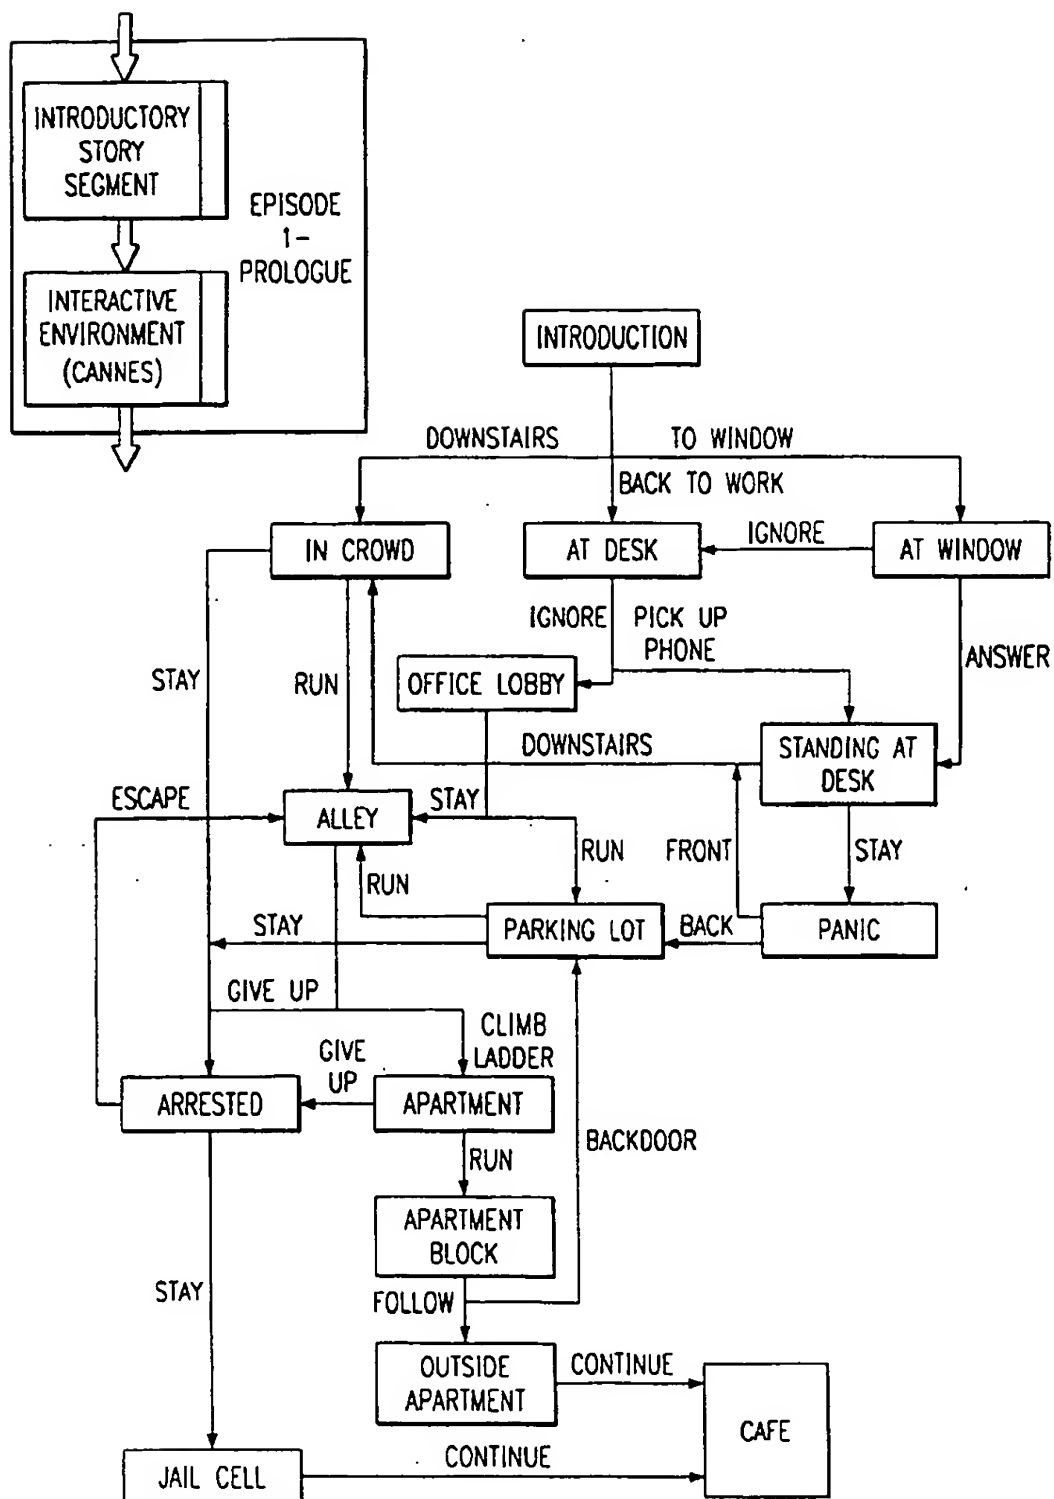 INTRODUCTORY
STORY
SEGMENT
EPISODE
1-
PROLOGUE
INTERACTIVE
ENVIRONMENT
(CANNES)
INTRODUCTION
DOWNSTAIRS
TO WINDOW
BACK TO WORK
IN CROWD
AT DESK
IGNORE
AT WINDOW
IGNORE
PICK UP
PHONE
ANSWER
STAY
RUN
OFFICE LOBBY
DOWNSTAIRS
STANDING AT
DESK
ESCAPE
ALLEY
STAY
RUN
FRONT
STAY
RUN
STAY
PARKING LOT
BACK
PANIC
GIVE UP
CLIMB
LADDER
GIVE
UP
ARRESTED
APARTMENT
BACKDOOR
RUN
APARTMENT
BLOCK
STAY
FOLLOW
OUTSIDE
APARTMENT
CONTINUE
CAFE
JAIL CELL
CONTINUE